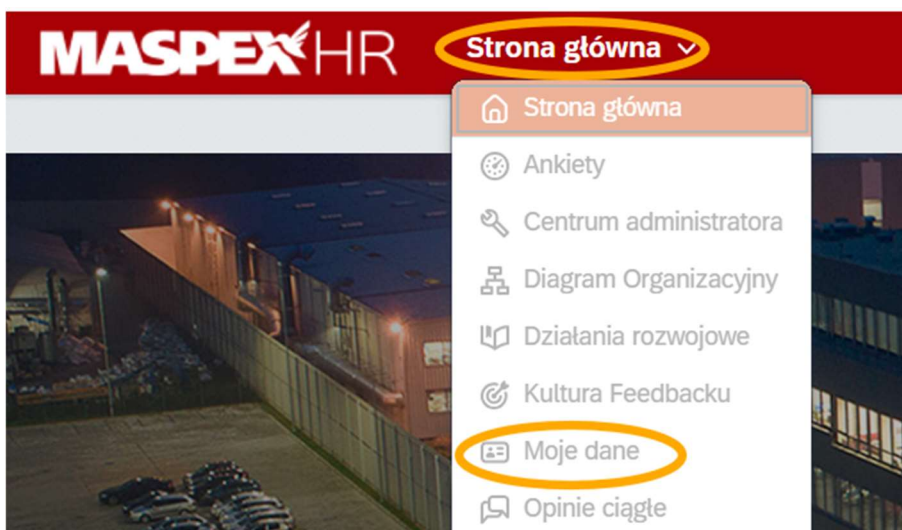 MASPEX HR
Strona główna
Strona główna
Ankiety
Centrum administratora
Diagram Organizacyjny
Działania rozwojowe
Kultura Feedbacku
Moje dane
Opinie ciągłe